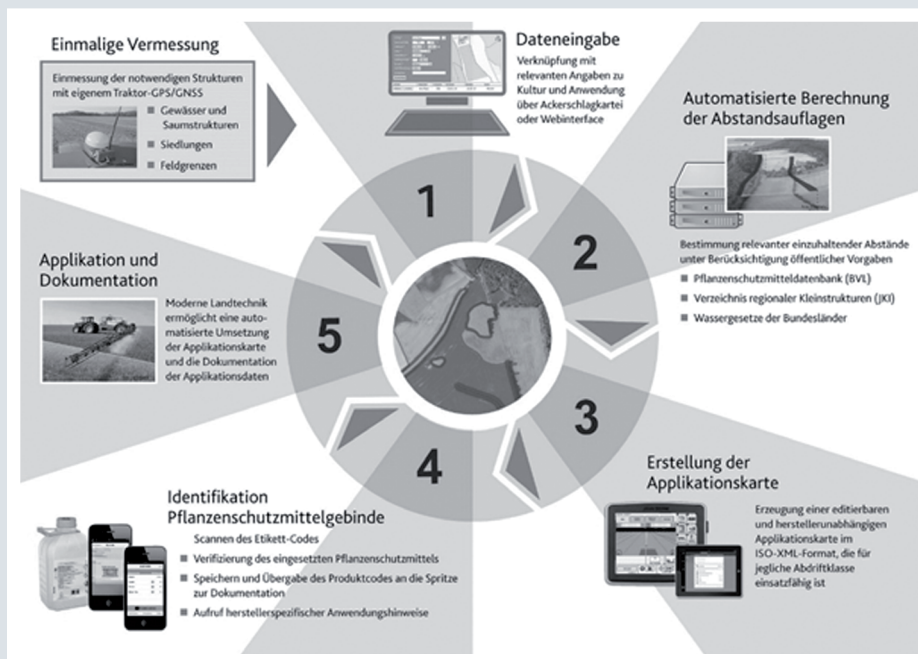 Einmalige Vermessung
Einmessung der notwendigen Strukturen
mit eigenem Traktor-GPS/GNSS
Gewässer und
Saumstrukturen
Siedlungen
Feldgrenzen
Dateneingabe
Verknüpfung mit
relevanten Angaben zu
Kultur und Anwendung
über Ackerschlagkartei
oder Webinterface
1
Automatisierte Berechnung
der Abstandsauflagen
Bestimmung relevanter einzuhaltender Abstände
unter Berücksichtigung öffentlicher Vorgaben
Pflanzenschutzmitteldatenbank (BVL)
Verzeichnis regionaler Kleinstrukturen (JKI)
Wassergesetze der Bundesländer
2
Erstellung der
Applikationskarte
Erzeugung einer editierbaren
und herstellerunabhängigen
Applikationskarte im
ISO-XML-Format, die für
jegliche Abdriftklasse
einsatzfähig ist
3
Identifikation
Pflanzenschutzmittelgebinde
Scannen des Etikett-Codes
Verifizierung des eingesetzten Pflanzenschutzmittels
Speichern und Übergabe des Produktcodes an die Spritze
zur Dokumentation
Aufruf herstellerspezifischer Anwendungshinweise
4
Applikation und
Dokumentation
Moderne Landtechnik
ermöglicht eine auto-
matisierte Umsetzung
der Applikationskarte
und die Dokumentation
der Applikationsdaten
5